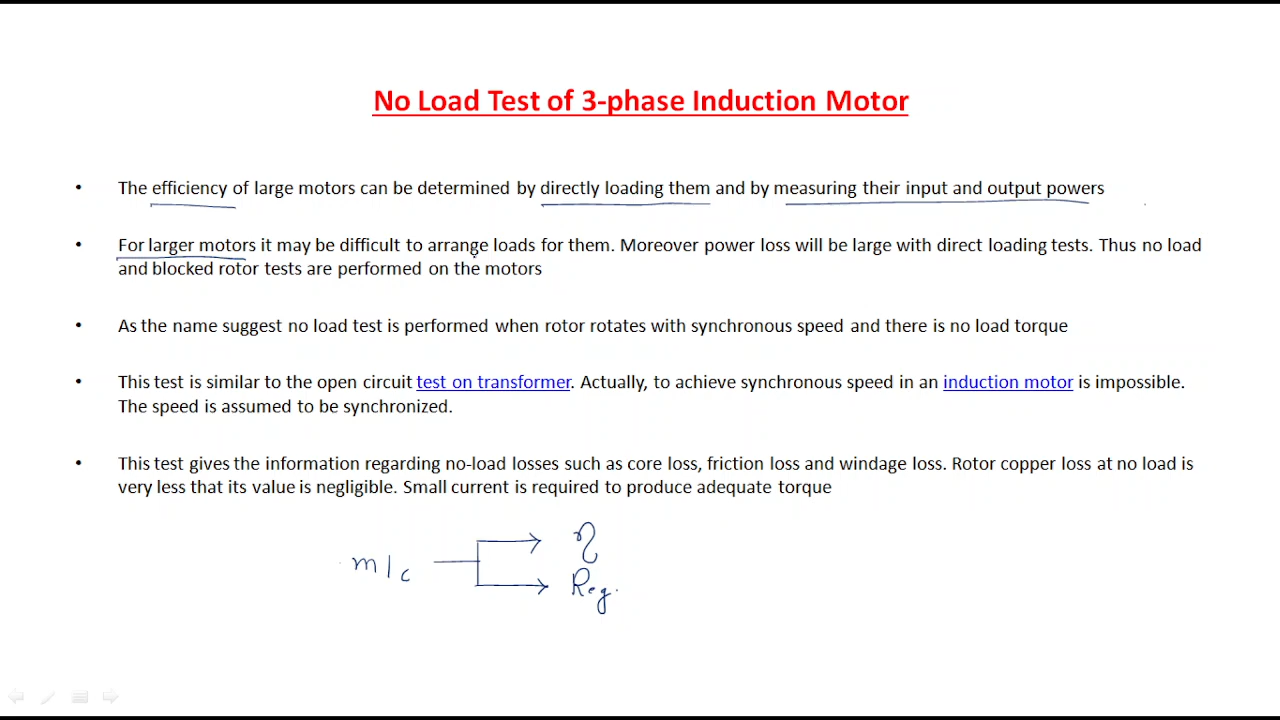 No Load Test of 3-phase Induction Motor
• The efficiency of large motors can be determined by directly loading them and by measuring their input and output powers
• For larger motors it may be difficult to arrange loads for them. Moreover power loss will be large with direct loading tests. Thus no load
and blocked rotor tests are performed on the motors
• As the name suggest no load test is performed when rotor rotates with synchronous speed and there is no load torque
• This test is similar to the open circuit test on transformer. Actually, to achieve synchronous speed in an induction motor is impossible.
The speed is assumed to be synchronized.
• This test gives the information regarding no-load losses such as core loss, friction loss and windage loss. Rotor copper loss at no load is
very less that its value is negligible. Small current is required to produce adequate torque
η
m/c
Reg.